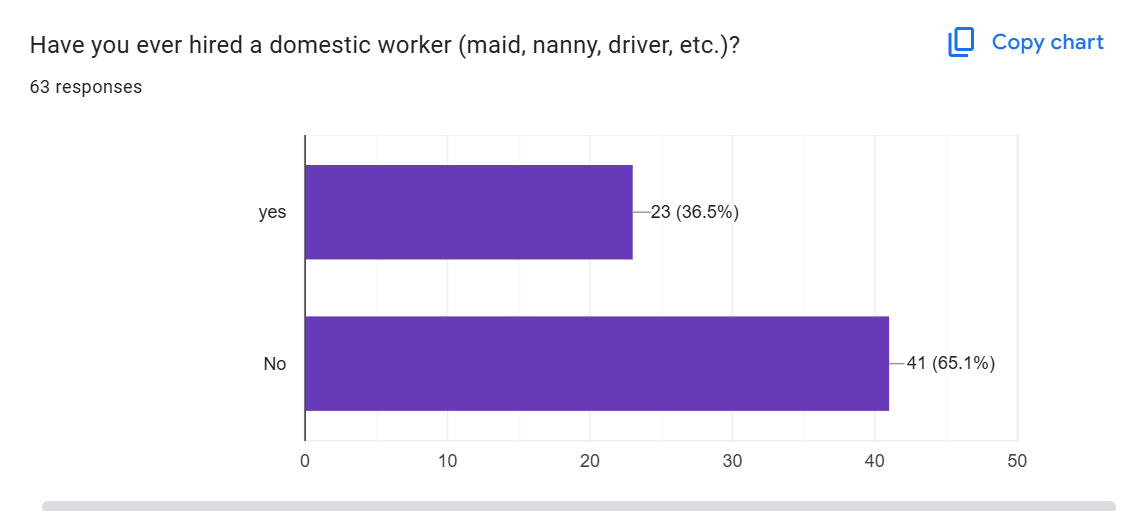 Have you ever hired a domestic worker (maid, nanny, driver, etc.)?
Copy chart
63 responses
yes
23 (36.5%)
No
41 (65.1%)
0 10 20 30 40 50